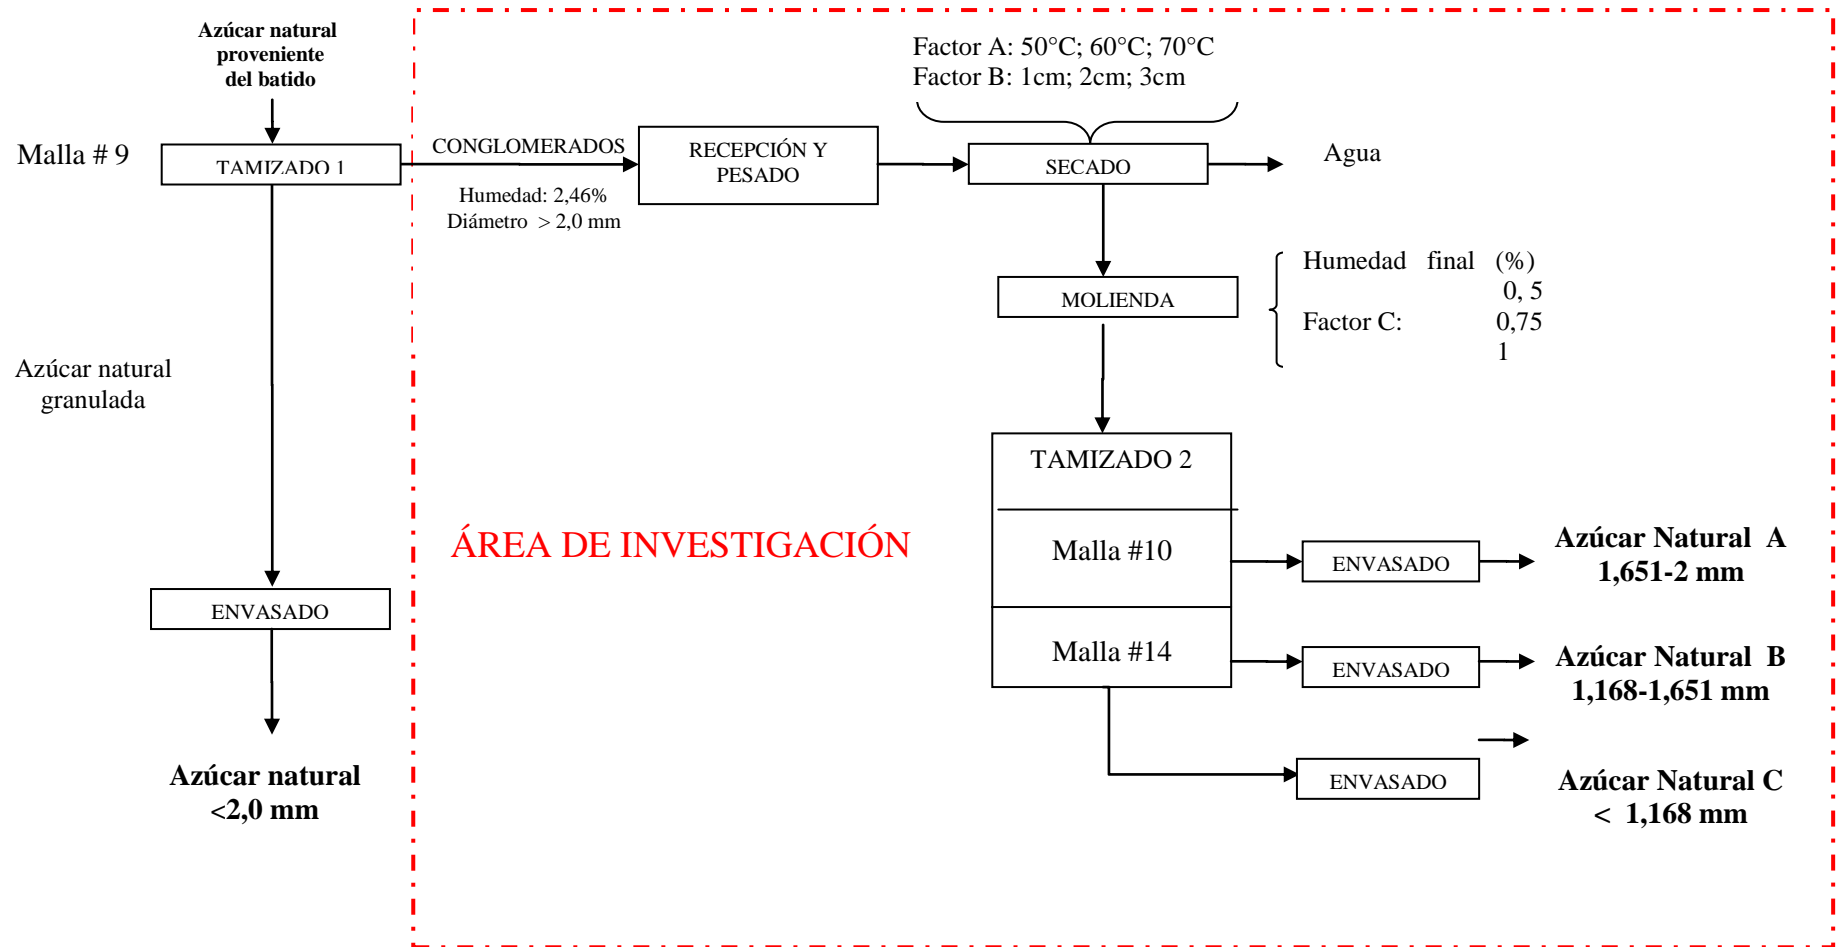 Azúcar natural
proveniente
del batido
Factor A: 50°C; 60°C; 70°C
Factor B: 1cm; 2cm; 3cm
Malla # 9
TAMIZADO 1
CONGLOMERADOS
Humedad: 2,46%
Diámetro > 2,0 mm
RECEPCIÓN Y
PESADO
SECADO
Agua
MOLIENDA
Humedad final (%)
0, 5
Factor C: 0,75
1
Azúcar natural
granulada
TAMIZADO 2
ÁREA DE INVESTIGACIÓN
Malla #10
ENVASADO
Azúcar Natural A
1,651-2 mm
ENVASADO
Malla #14
ENVASADO
Azúcar Natural B
1,168-1,651 mm
Azúcar natural
<2,0 mm
ENVASADO
Azúcar Natural C
< 1,168 mm